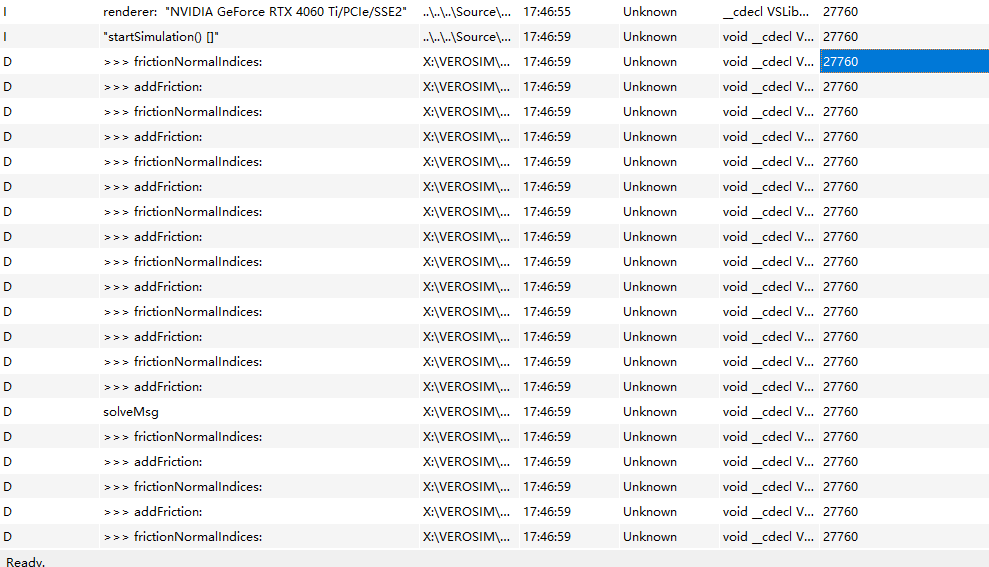 I renderer: "NVIDIA GeForce RTX 4060 Ti/PCIe/SSE2" ..\..\..\Source\... 17:46:55 Unknown __cdecl VSLib... 27760
I "startSimulation() []" ..\..\..\Source\... 17:46:59 Unknown void __cdecl V... 27760
D >>> frictionNormalIndices: X:\VEROSIM\... 17:46:59 Unknown void __cdecl V... 27760
D >>> addFriction: X:\VEROSIM\... 17:46:59 Unknown void __cdecl V... 27760
D >>> frictionNormalIndices: X:\VEROSIM\... 17:46:59 Unknown void __cdecl V... 27760
D >>> addFriction: X:\VEROSIM\... 17:46:59 Unknown void __cdecl V... 27760
D >>> frictionNormalIndices: X:\VEROSIM\... 17:46:59 Unknown void __cdecl V... 27760
D >>> addFriction: X:\VEROSIM\... 17:46:59 Unknown void __cdecl V... 27760
D >>> frictionNormalIndices: X:\VEROSIM\... 17:46:59 Unknown void __cdecl V... 27760
D >>> addFriction: X:\VEROSIM\... 17:46:59 Unknown void __cdecl V... 27760
D >>> frictionNormalIndices: X:\VEROSIM\... 17:46:59 Unknown void __cdecl V... 27760
D >>> addFriction: X:\VEROSIM\... 17:46:59 Unknown void __cdecl V... 27760
D >>> frictionNormalIndices: X:\VEROSIM\... 17:46:59 Unknown void __cdecl V... 27760
D >>> addFriction: X:\VEROSIM\... 17:46:59 Unknown void __cdecl V... 27760
D >>> frictionNormalIndices: X:\VEROSIM\... 17:46:59 Unknown void __cdecl V... 27760
D >>> addFriction: X:\VEROSIM\... 17:46:59 Unknown void __cdecl V... 27760
D solveMsg X:\VEROSIM\... 17:46:59 Unknown void __cdecl V... 27760
D >>> frictionNormalIndices: X:\VEROSIM\... 17:46:59 Unknown void __cdecl V... 27760
D >>> addFriction: X:\VEROSIM\... 17:46:59 Unknown void __cdecl V... 27760
D >>> frictionNormalIndices: X:\VEROSIM\... 17:46:59 Unknown void __cdecl V... 27760
D >>> addFriction: X:\VEROSIM\... 17:46:59 Unknown void __cdecl V... 27760
D >>> frictionNormalIndices: X:\VEROSIM\... 17:46:59 Unknown void __cdecl V... 27760
Ready.